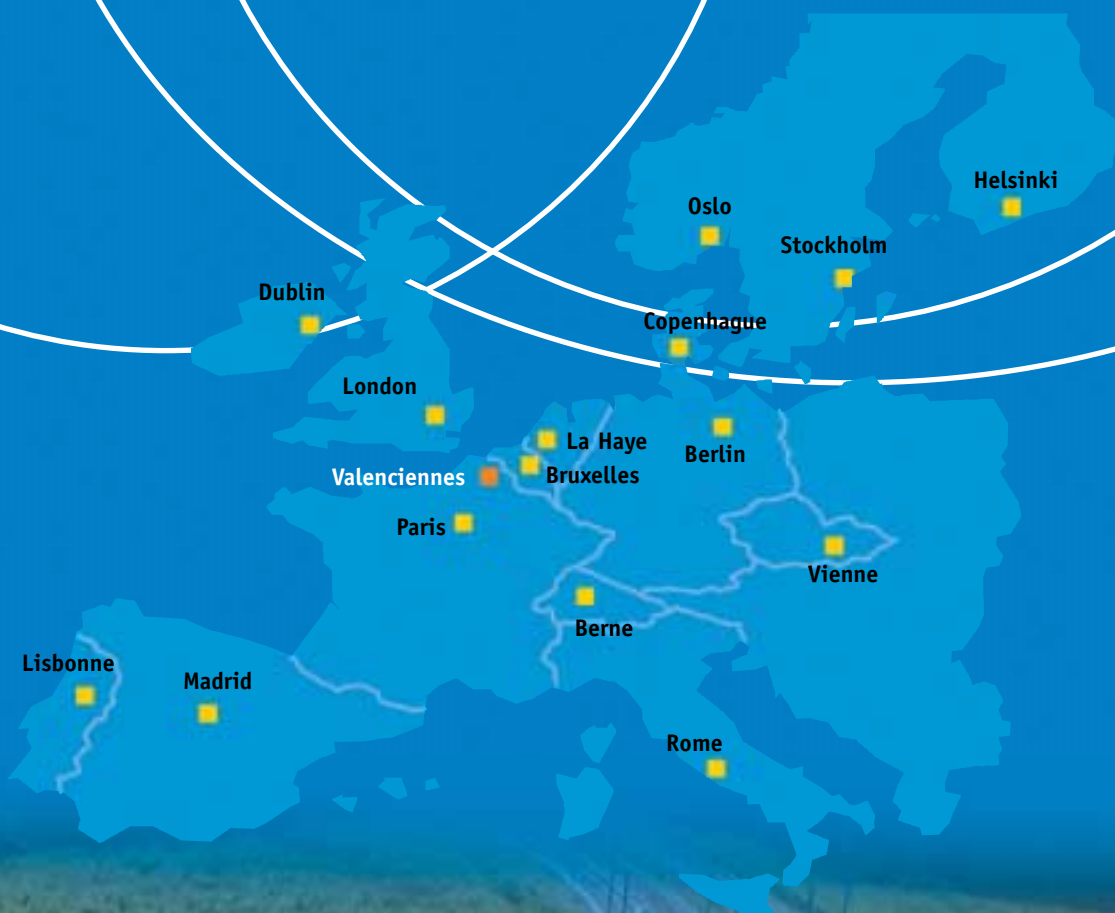 Helsinki
Oslo
Stockholm
Dublin
Copenhague
London
La Haye
Berlin
Valenciennes
Bruxelles
Paris
Vienne
Berne
Lisbonne
Madrid
Rome